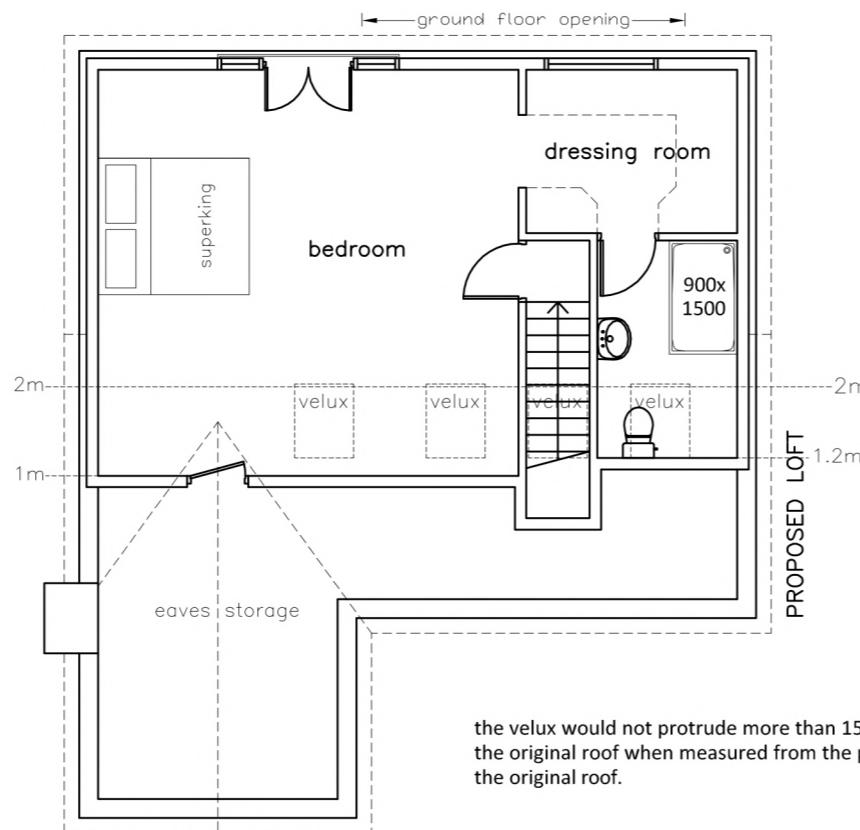 ground floor opening
dressing room
superking
bedroom
900x
1500
2m
2m
velux
velux
velux
velux
1m
1.2m
PROPOSED LOFT
eaves storage
the velux would not protrude more than 15
the original roof when measured from the
the original roof.